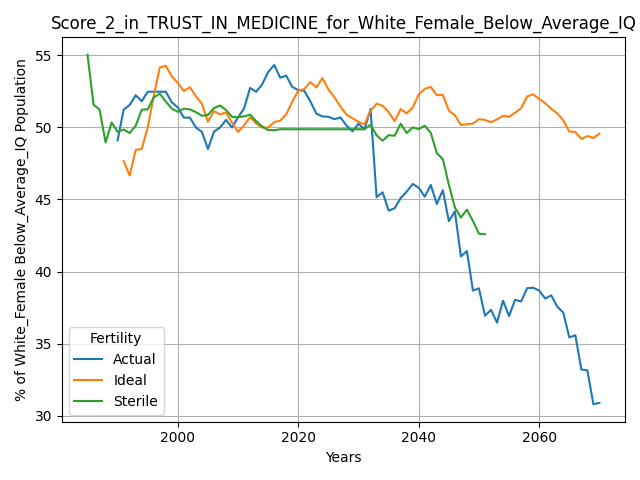 Score_2_in_TRUST_IN_MEDICINE_for_White_Female_Below_Average_IQ
% of White_Female Below_Average_IQ Population
55
50
45
40
35
30
Fertility
Actual
Ideal
Sterile
2000 2020 2040 2060
Years